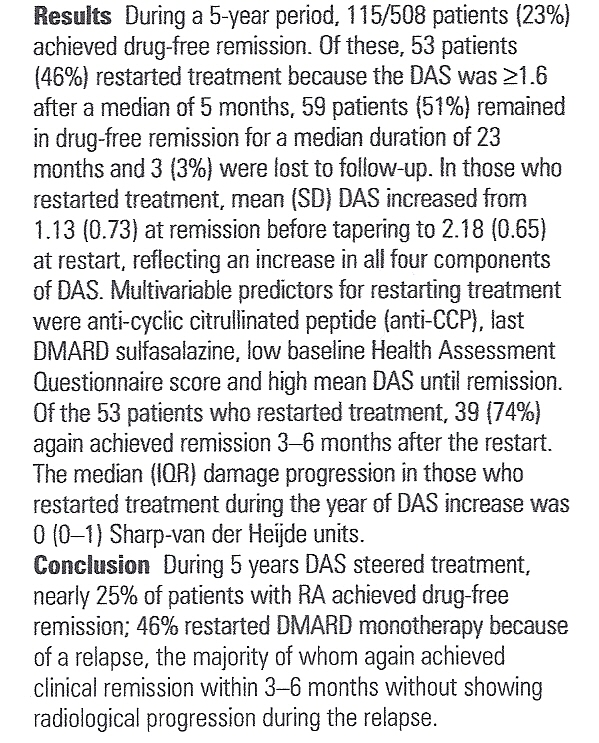 Results During a 5-year period, 115/508 patients (23%)
achieved drug-free remission. Of these, 53 patients
(46%) restarted treatment because the DAS was ≥1.6
after a median of 5 months, 59 patients (51%) remained
in drug-free remission for a median duration of 23
months and 3 (3%) were lost to follow-up. In those who
restarted treatment, mean (SD) DAS increased from
1.13 (0.73) at remission before tapering to 2.18 (0.65)
at restart, reflecting an increase in all four components
of DAS. Multivariable predictors for restarting treatment
were anti-cyclic citrullinated peptide (anti-CCP), last
DMARD sulfasalazine, low baseline Health Assessment
Questionnaire score and high mean DAS until remission.
Of the 53 patients who restarted treatment, 39 (74%)
again achieved remission 3–6 months after the restart.
The median (IQR) damage progression in those who
restarted treatment during the year of DAS increase was
0 (0–1) Sharp-van der Heijde units.
Conclusion During 5 years DAS steered treatment,
nearly 25% of patients with RA achieved drug-free
remission; 46% restarted DMARD monotherapy because
of a relapse, the majority of whom again achieved
clinical remission within 3–6 months without showing
radiological progression during the relapse.